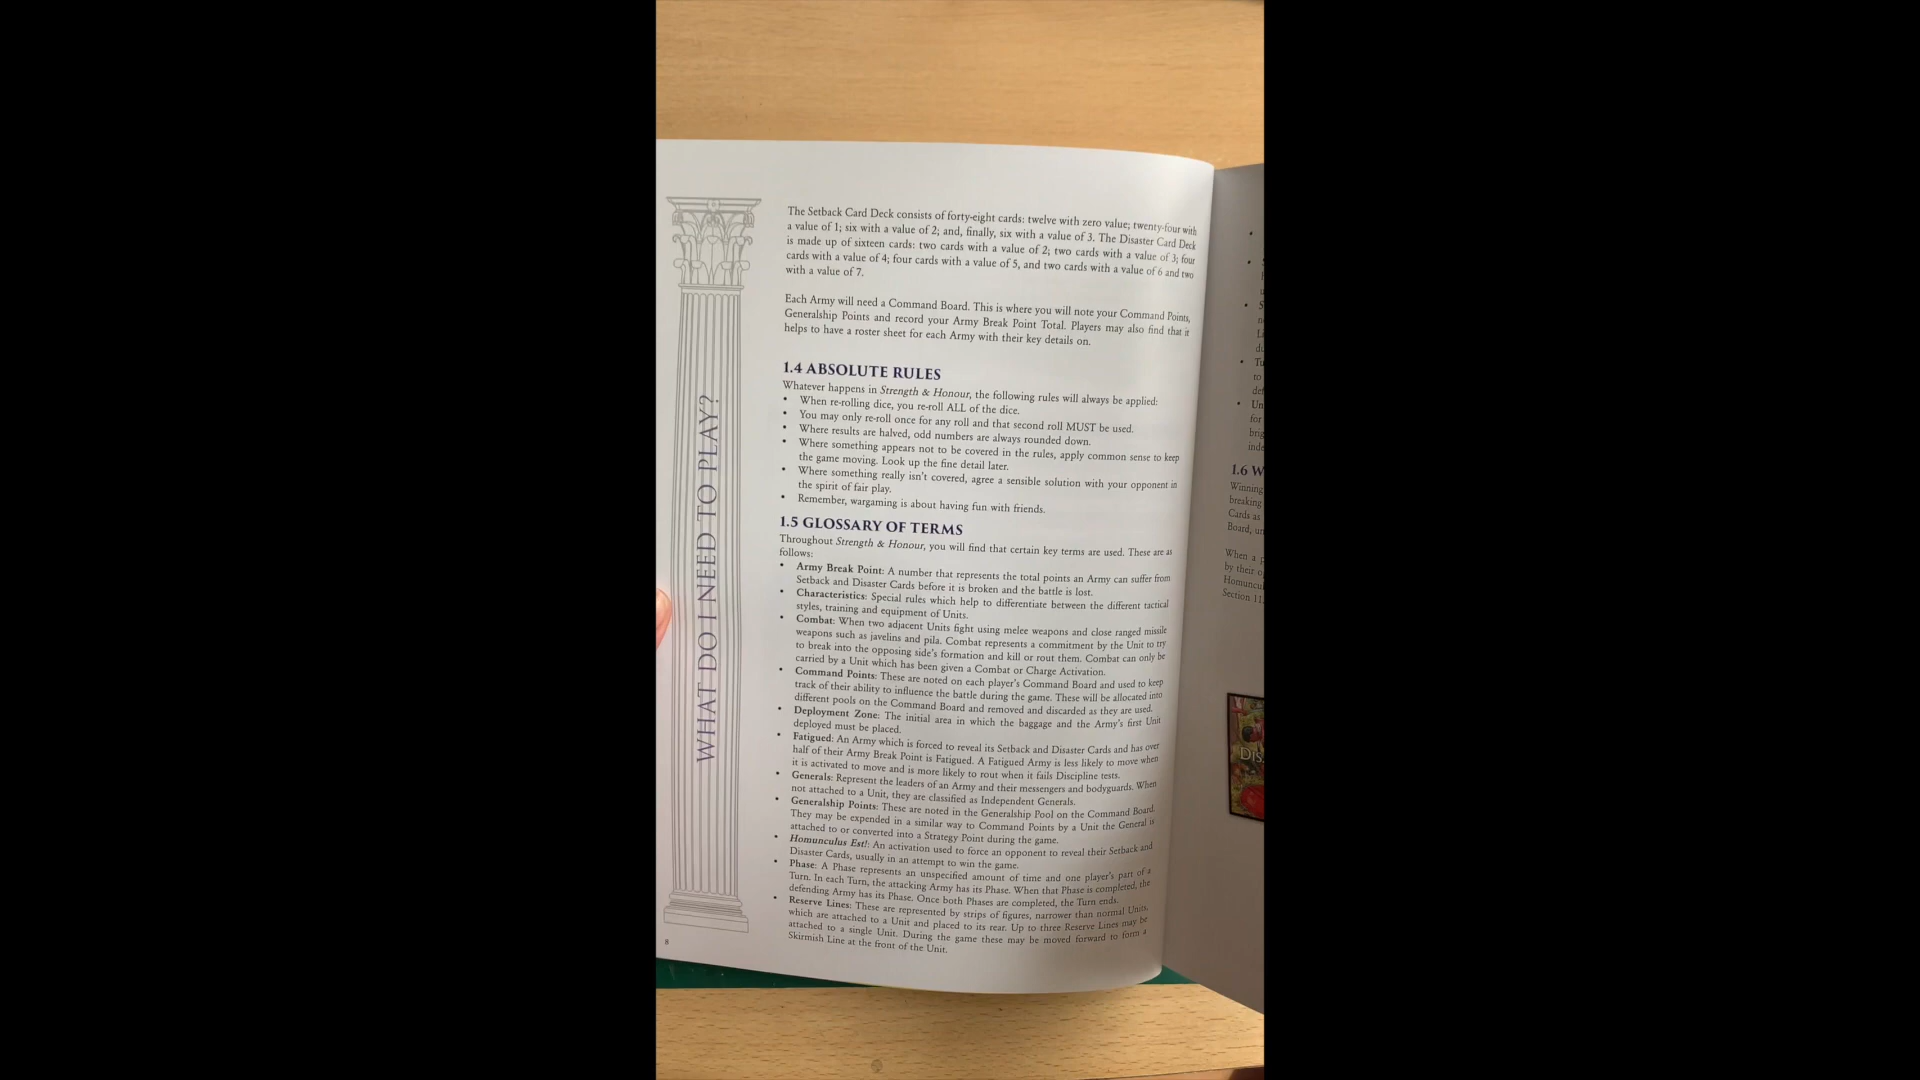 The Setback Card Deck consists of forty-eight cards: twelve with zero value; twenty-four with
a value of 1; six with a value of 2; and, finally, six with a value of 3. The Disaster Card Deck
is made up of sixteen cards: two cards with a value of 2; two cards with a value of 3; four
cards with a value of 4; four cards with a value of 5, and two cards with a value of 6 and two
with a value of 7.
Each Army will need a Command Board. This is where you will note your Command Points,
Generalship Points and record your Army Break Point Total. Players may also find that it
helps to have a roster sheet for each Army with their key details on.
1.4 ABSOLUTE RULES
Whatever happens in Strength & Honour, the following rules will always be applied:
• When re-rolling dice, you re-roll ALL of the dice.
• You may only re-roll once for any roll and that second roll MUST be used.
• Where results are halved, odd numbers are always rounded down.
• Where something appears not to be covered in the rules, apply common sense to keep
the game moving. Look up the fine detail later.
• Where something really isn't covered, agree a sensible solution with your opponent in
the spirit of fair play.
• Remember, wargaming is about having fun with friends.
1.5 GLOSSARY OF TERMS
Throughout Strength & Honour, you will find that certain key terms are used. These are as
follows:
• Army Break Point: A number that represents the total points an Army can suffer from
Setback and Disaster Cards before it is broken and the battle is lost.
• Characteristics: Special rules which help to differentiate between the different tactical
styles, training and equipment of Units.
• Combat: When two adjacent Units fight using melee weapons and close ranged missile
weapons such as javelins and pila. Combat represents a commitment by the Unit to try
to break into the opposing side's formation and kill or rout them. Combat can only be
carried by a Unit which has been given a Combat or Charge Activation.
• Command Points: These are noted on each player's Command Board and used to keep
track of their ability to influence the battle during the game. These will be allocated into
different pools on the Command Board and removed and discarded as they are used.
• Deployment Zone: The initial area in which the baggage and the Army's first Unit
deployed must be placed.
• Fatigued: An Army which is forced to reveal its Setback and Disaster Cards and has over
half of their Army Break Point is Fatigued. A Fatigued Army is less likely to move when
it is activated to move and is more likely to rout when it fails Discipline tests.
• Generals: Represent the leaders of an Army and their messengers and bodyguards. When
not attached to a Unit, they are classified as Independent Generals.
• Generalship Points: These are noted in the Generalship Pool on the Command Board.
They may be expended in a similar way to Command Points by a Unit the General is
attached to or converted into a Strategy Point during the game.
• Homunculus Est!: An activation used to force an opponent to reveal their Setback and
Disaster Cards, usually in an attempt to win the game.
• Phase: A Phase represents an unspecified amount of time and one player's part of a
Turn. In each Turn, the attacking Army has its Phase. When that Phase is completed, the
defending Army has its Phase. Once both Phases are completed, the Turn ends.
• Reserve Lines: These are represented by strips of figures, narrower than normal Units,
which are attached to a Unit and placed to its rear. Up to three Reserve Lines may be
attached to a single Unit. During the game these may be moved forward to form a
Skirmish Line at the front of the Unit.
WHAT DO I NEED TO PLAY?
8
to
for
1.6 W
Winning
breaking
Cards as
Board,
When a
by their
Section 11